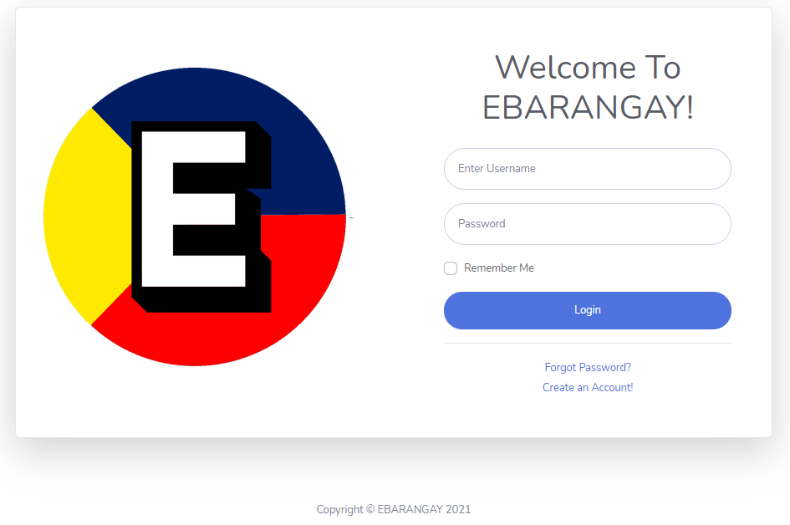 E
Welcome To
EBARANGAY!
Enter Username
Password
Remember Me
Login
Forgot Password?
Create an Account!
Copyright © EBARANGAY 2021